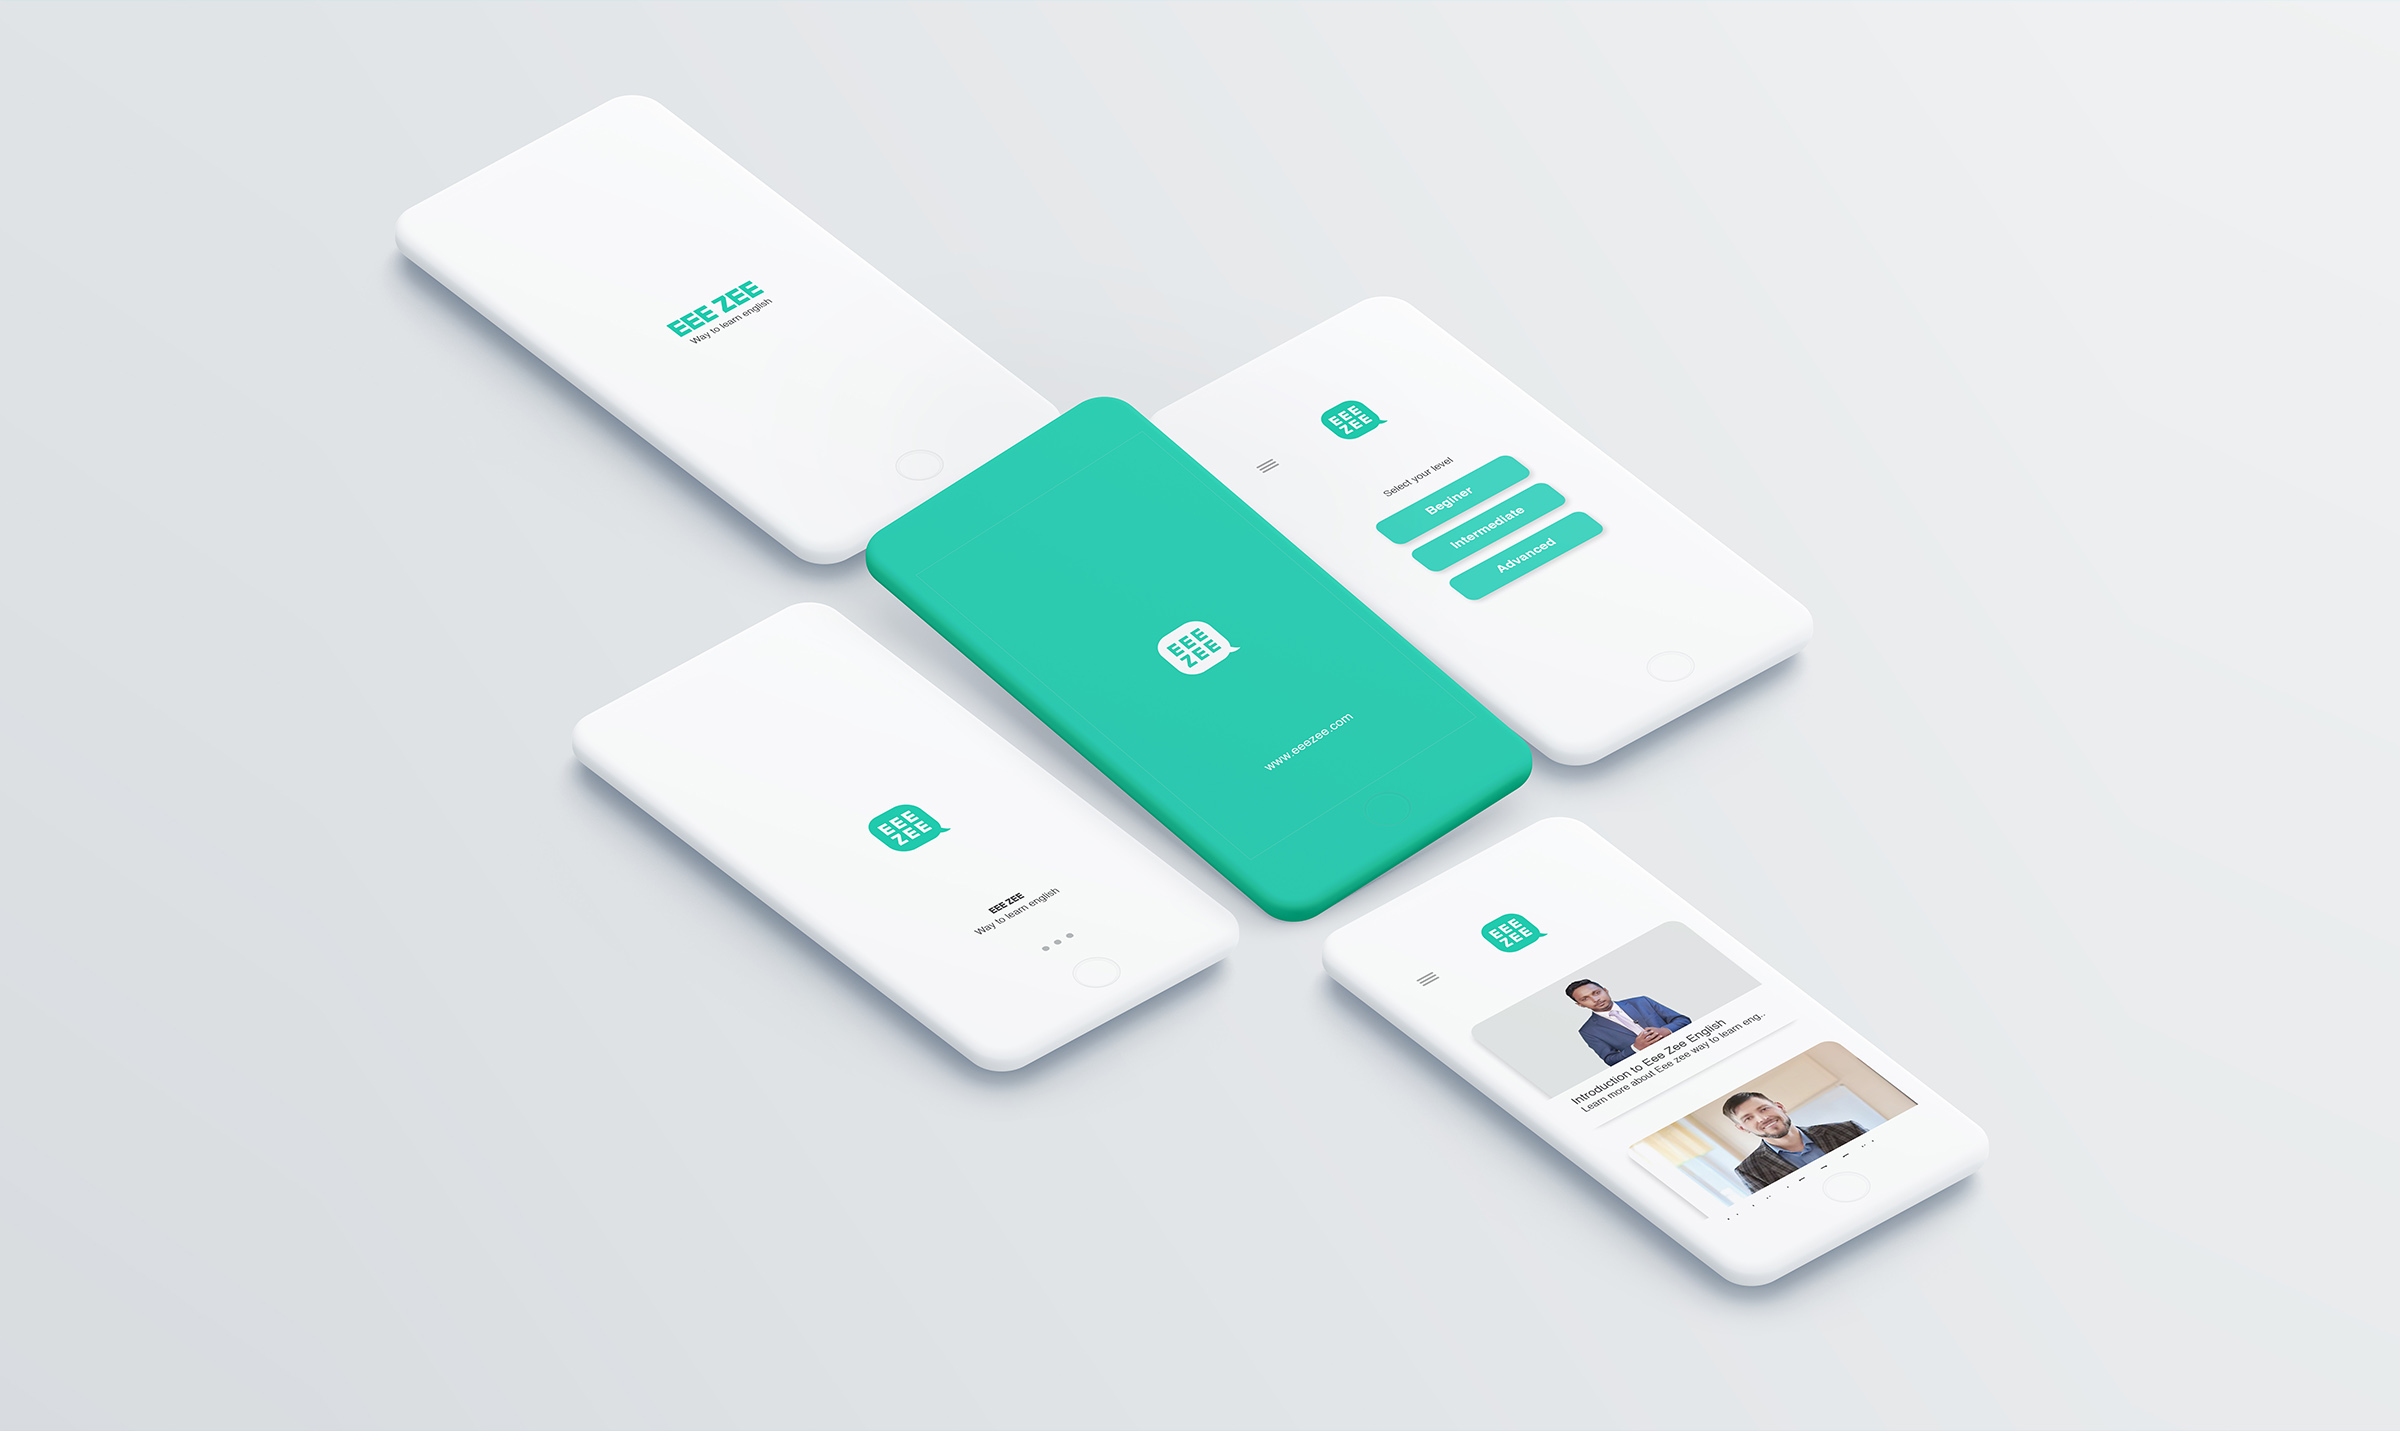 EEE ZEE
Way to learn english
EEE
ZEE
Select your level
Beginer
Intermediate
Advanced
EEE
ZEE
www.eeezee.com
EEE
ZEE
EEE ZEE
Way to learn english
EEE
ZEE
Introduction to Eee Zee English
Learn more about Eee zee way to learn eng..